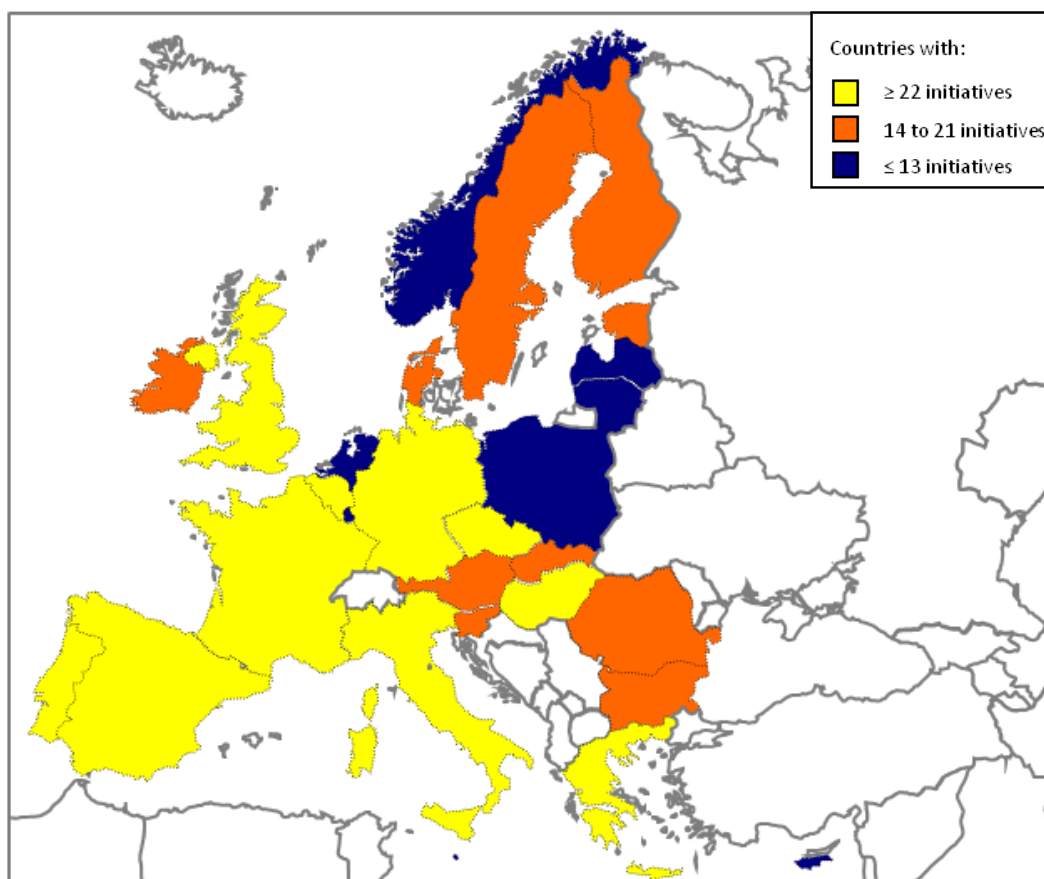 Countries with:
≥ 22 initiatives
14 to 21 initiatives
≤ 13 initiatives